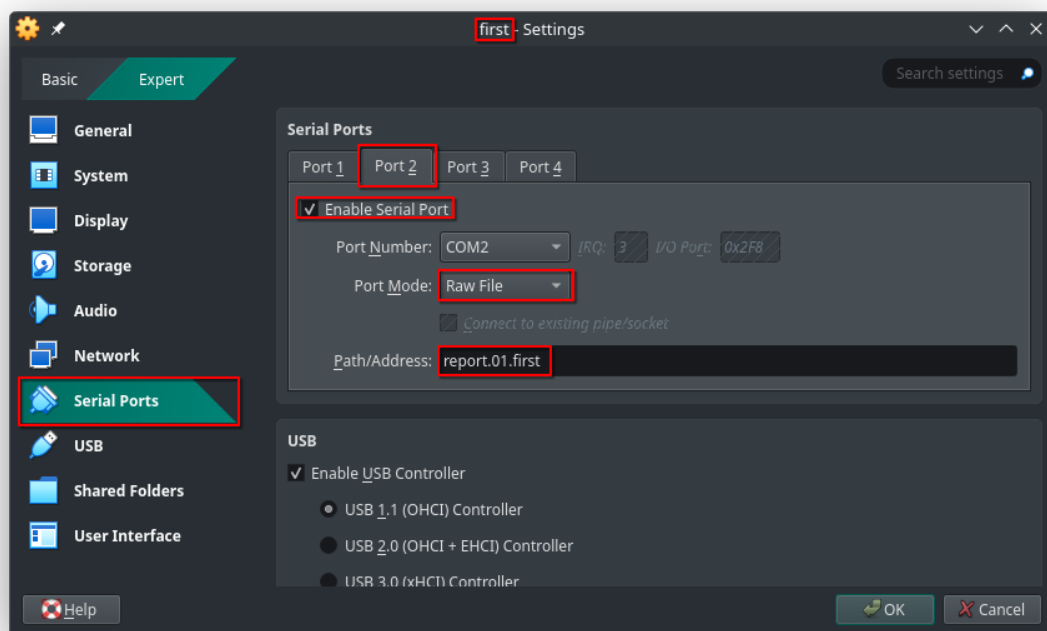 first - Settings
Basic
Expert
Search settings
General
System
Display
Storage
Audio
Network
Serial Ports
USB
Shared Folders
User Interface
Serial Ports
Port 1 Port 2 Port 3 Port 4
Enable Serial Port
Port Number: COM2 IRQ: 3 I/O Port: 0x2F8
Port Mode: Raw File
Connect to existing pipe/socket
Path/Address: report.01.first
USB
Enable USB Controller
USB 1.1 (OHCI) Controller
USB 2.0 (OHCI + EHCI) Controller
USB 3.0 (xHCI) Controller
Help
OK
Cancel